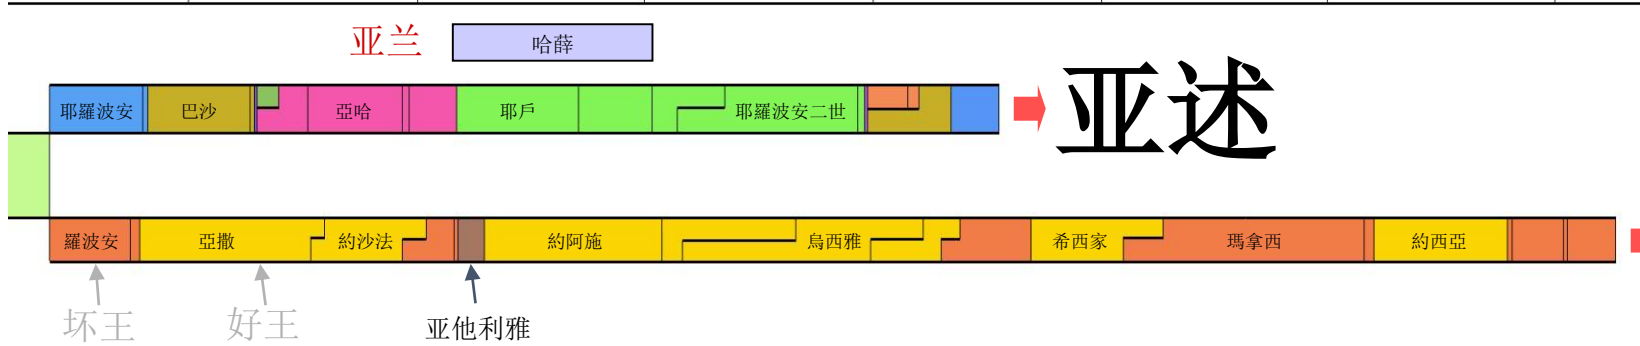 亚兰 哈薛
耶羅波安 巴沙 亞哈 耶戶 耶羅波安二世
亚述
羅波安 亞撒 約沙法 約阿施 烏西雅 希西家 瑪拿西 約西亞
坏王 好王 亚他利雅